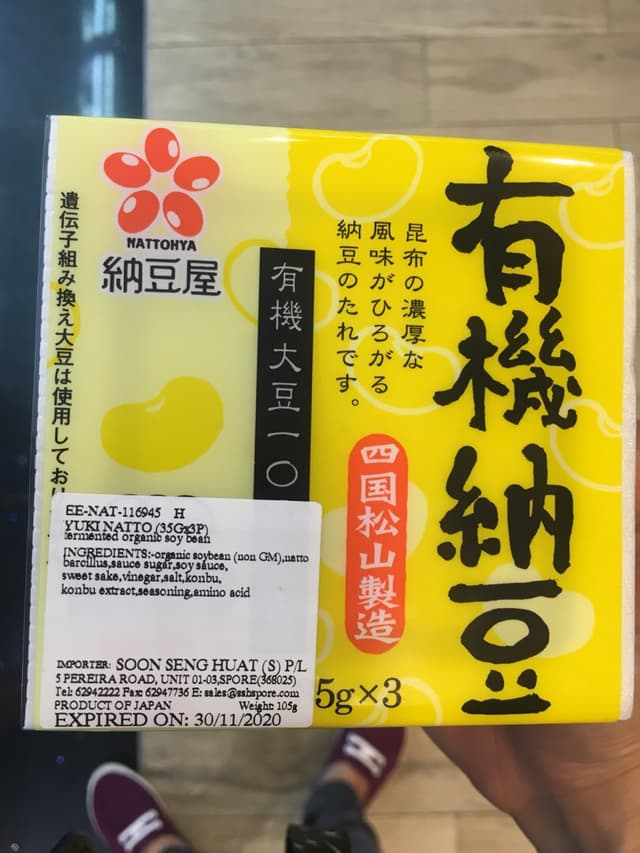 有機納豆
昆布の濃厚な
風味がひろがる
納豆のたれです。
四国松山製造
5g×3
有機大豆一〇
NATTOHYA
納豆屋
遺伝子組み換え大豆は使用してお
EE-NAT-116945 H
YUKI NATTO (35Gx3P)
fermented organic soy bean
INGREDIENTS:-organic soybean (non GM),natto
barcillus,sauce sugar,soy sauce,
sweet sake,vinegar,salt,konbu,
konbu extract,seasoning,amino acid
IMPORTER: SOON SENG HUAT (S) P/L
5 PEREIRA ROAD, UNIT 01-03,SPORE(368025)
Tel: 62942222 Fax: 62947736 E: sales@sshspore.com
PRODUCT OF JAPAN Weight: 105g
EXPIRED ON: 30/11/2020